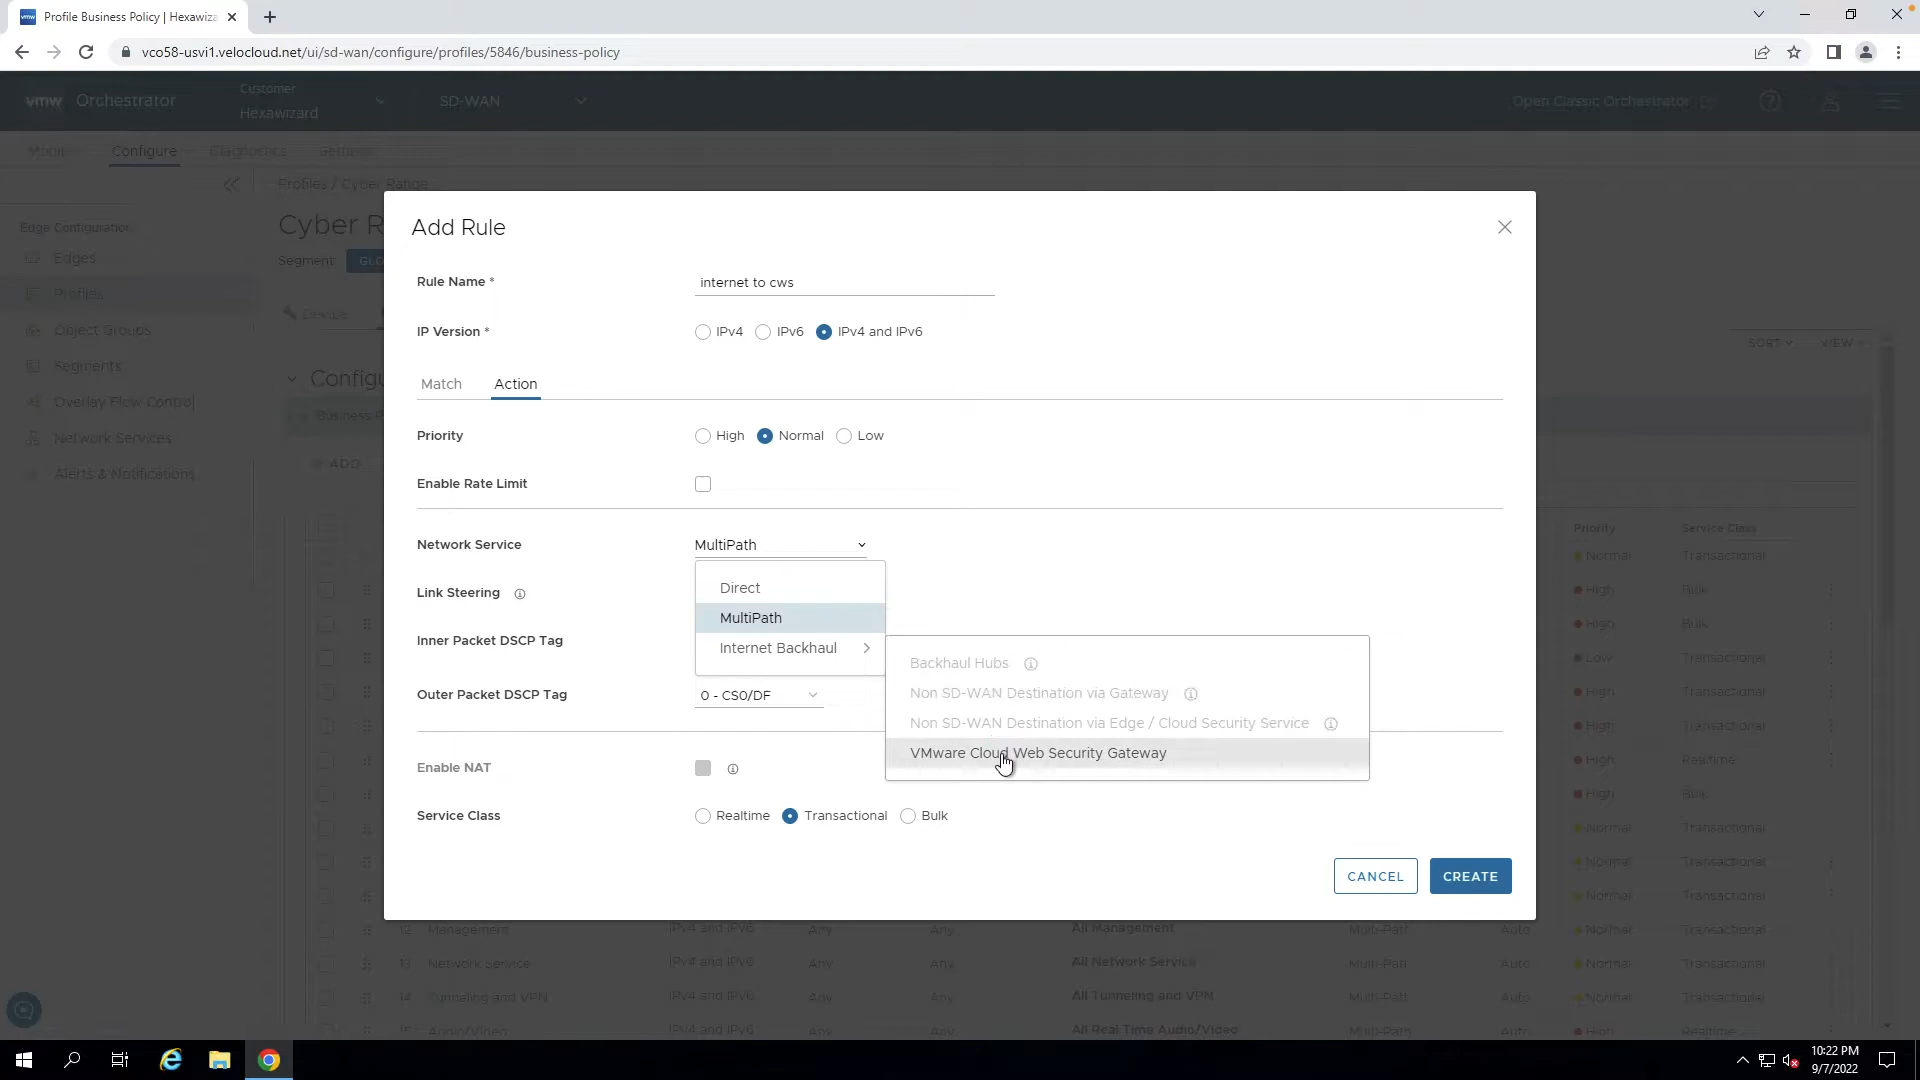 Profile Business Policy | Hexawiza
vco58-usvi1.velocloud.net/ui/sd-wan/configure/profiles/5846/business-policy
vmw Orchestrator
Customer
Hexawizard
SD-WAN
Open Classic Orchestrator
Monitor Configure Diagnostics Settings
Profiles / Cyber Range
Edge Configuration
Edges
Profiles
Object Groups
Segments
Overlay Flow Control
Network Services
Alerts & Notifications
Cyber R
Segment: GLO
Device
SORT VIEW
Configu
Business P
ADD
Add Rule
Rule Name *
internet to cws
IP Version *
IPv4 IPv6 IPv4 and IPv6
Match Action
Priority
High Normal Low
Enable Rate Limit
Network Service
MultiPath
Direct
MultiPath
Internet Backhaul
Backhaul Hubs
Non SD-WAN Destination via Gateway
Non SD-WAN Destination via Edge / Cloud Security Service
VMware Cloud Web Security Gateway
Link Steering
Inner Packet DSCP Tag
Outer Packet DSCP Tag
0 - CS0/DF
Enable NAT
Service Class
Realtime Transactional Bulk
CANCEL CREATE
Priority Service Class
Normal Transactional
High Bulk
High Bulk
Low Transactional
High Transactional
High Transactional
High Realtime
High Bulk
Normal Transactional
Normal Transactional
Normal Transactional
12 Management IPv4 and IPv6 Any Any All Management Multi-Path Auto Normal Transactional
13 Network Service IPv4 and IPv6 Any Any All Network Service Multi-Path Auto Normal Transactional
14 Tunneling and VPN IPv4 and IPv6 Any Any All Tunneling and VPN Multi-Path Auto Normal Transactional
15 Audio/Video IPv4 and IPv6 Any Any All Real Time Audio/Video Multi-Path Auto High Realtime
10:22 PM
9/7/2022